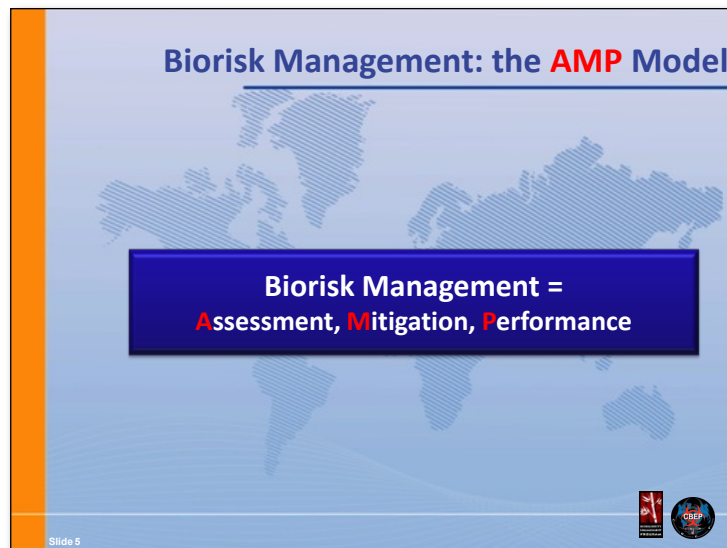 Biorisk Management: the AMP Model
Biorisk Management =
Assessment, Mitigation, Performance
CBEP
Slide 5